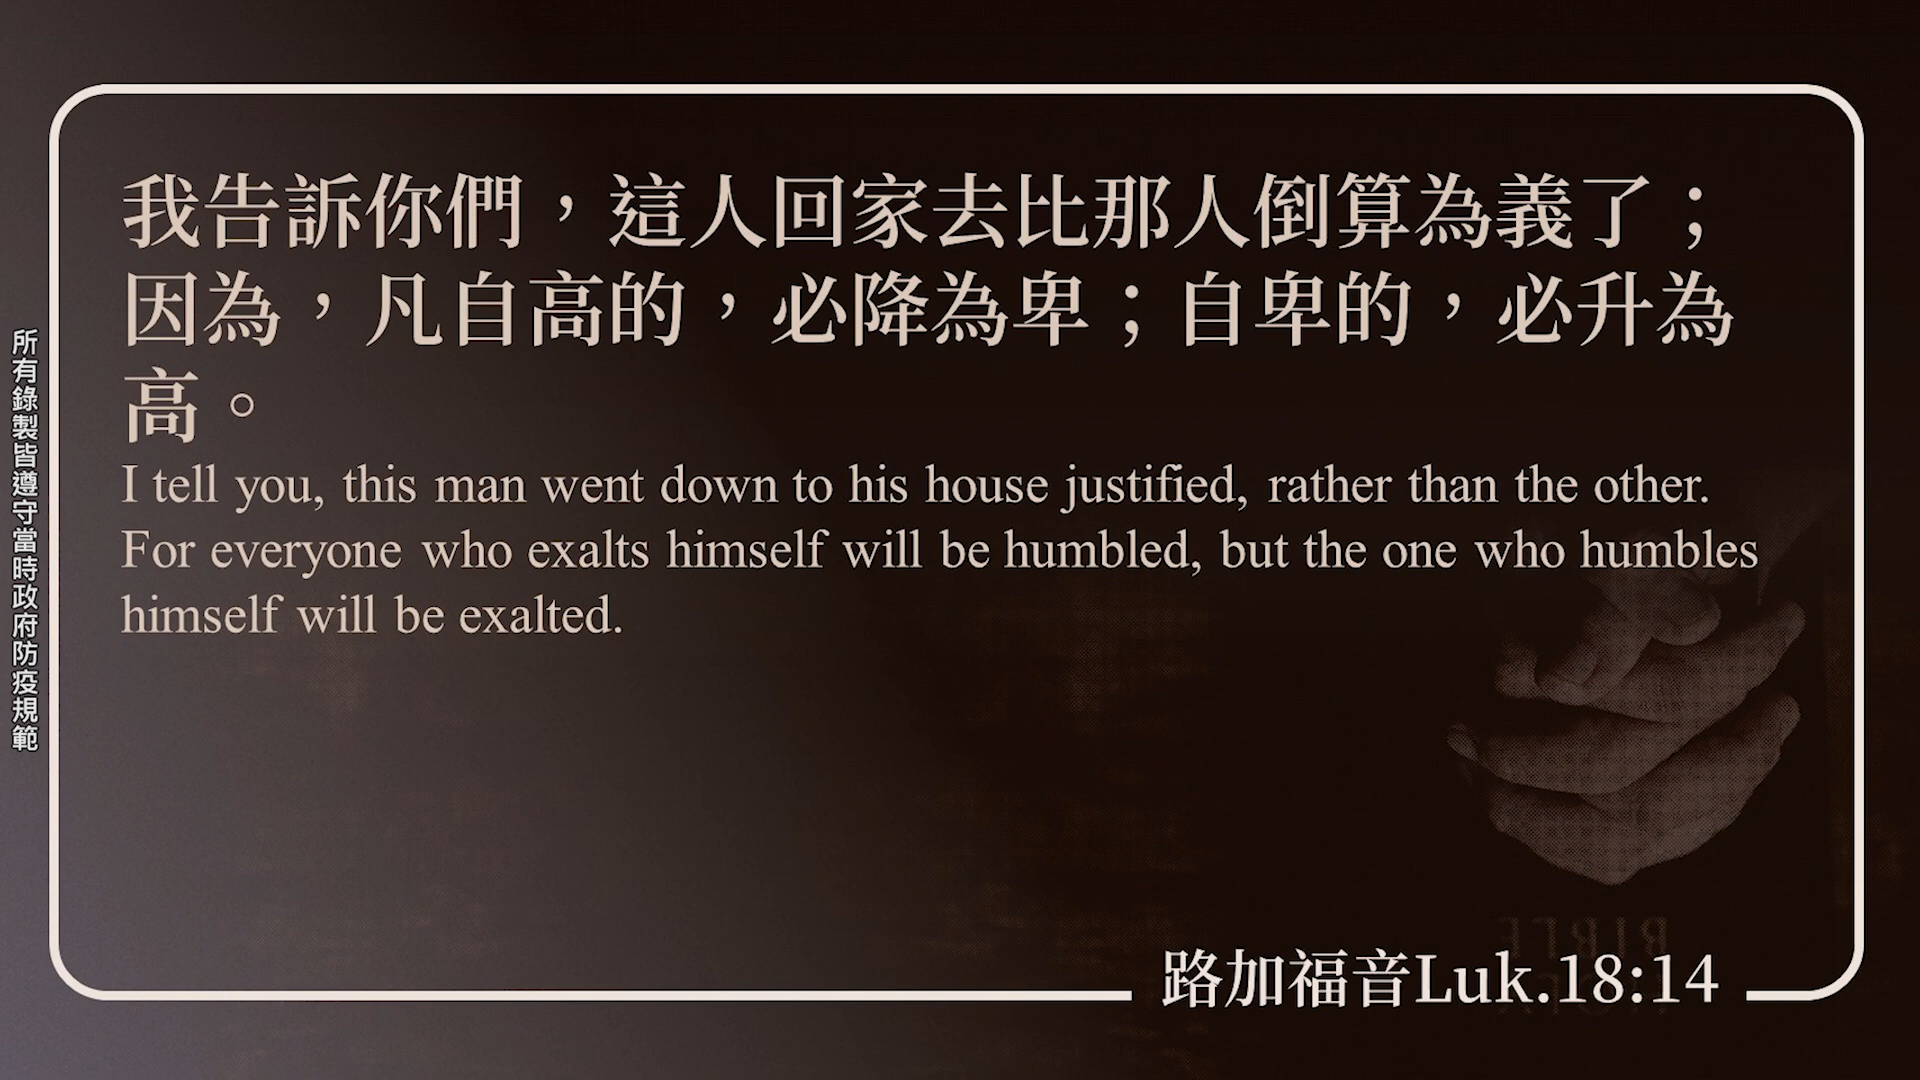 我告訴你們，這人回家去比那人倒算為義了；
因為，凡自高的，必降為卑；自卑的，必升為
高。
I tell you, this man went down to his house justified, rather than the other.
For everyone who exalts himself will be humbled, but the one who humbles
himself will be exalted.
路加福音Luk.18:14
所有錄製皆遵守當時政府防疫規範
BIBLE